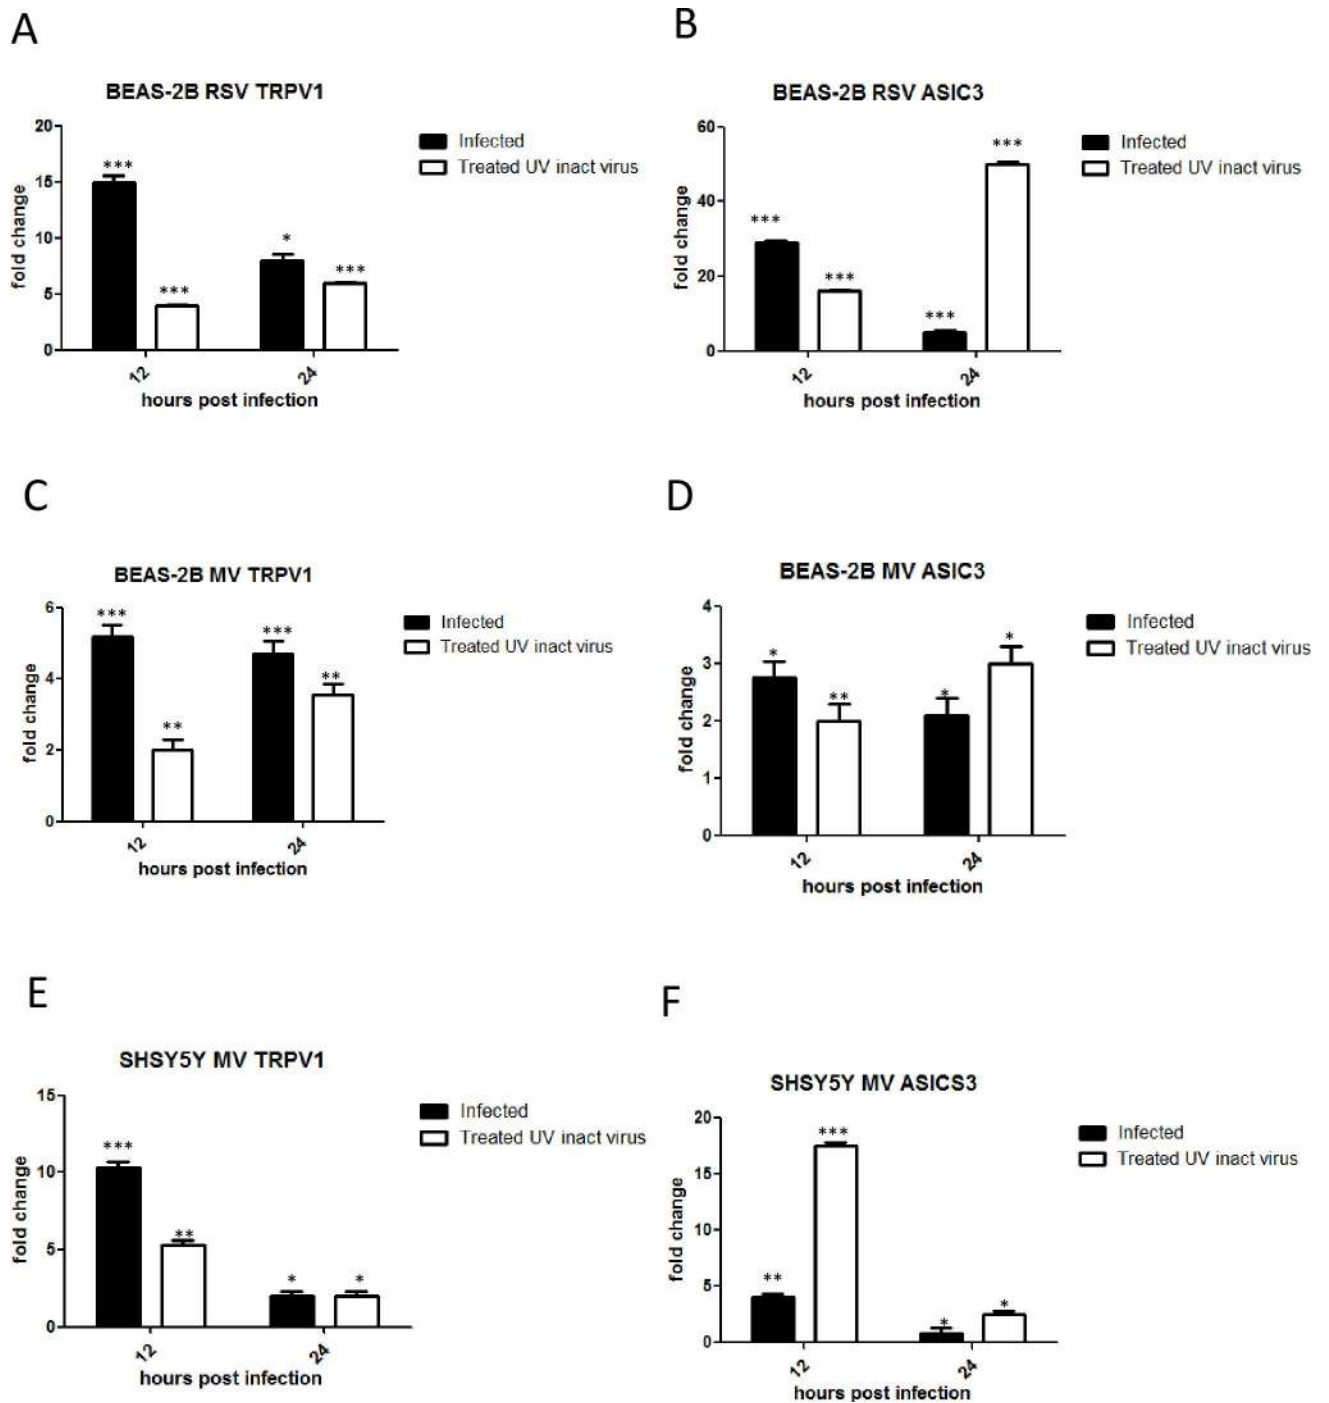 A
BEAS-2B RSV TRPV1
20
15
10
5
0
fold change
***
***
*
***
12
24
hours post infection
Infected
Treated UV inact virus
B
BEAS-2B RSV ASIC3
60
40
20
0
fold change
***
***
***
***
12
24
hours post infection
Infected
Treated UV inact virus
C
BEAS-2B MV TRPV1
6
4
2
0
fold change
***
**
***
**
12
24
hours post infection
Infected
Treated UV inact virus
D
BEAS-2B MV ASIC3
4
3
2
1
0
fold change
*
**
*
*
12
24
hours post infection
Infected
Treated UV inact virus
E
SHSY5Y MV TRPV1
15
10
5
0
fold change
***
**
*
*
12
24
hours post infection
Infected
Treated UV inact virus
F
SHSY5Y MV ASICS3
20
15
10
5
0
fold change
**
***
*
*
12
24
hours post infection
Infected
Treated UV inact virus